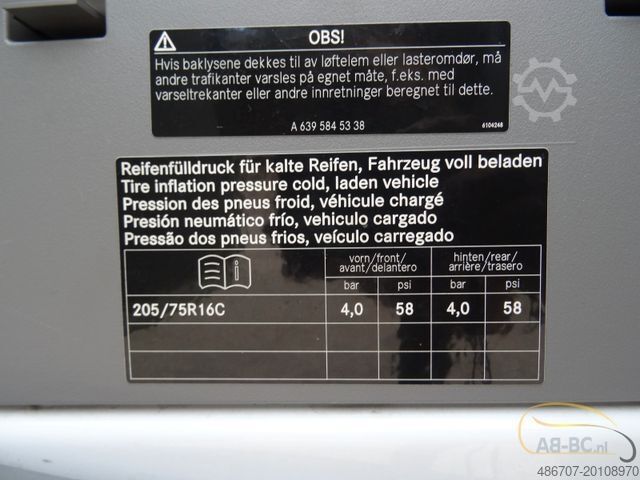 OBS!
Hvis baklysene dekkes til av løftelem eller lasteromdør, må
andre trafikanter varsles på egnet måte, f.eks. med
varseltrekanter eller andre innretninger beregnet til dette.
A 639 584 53 38
6104248
Reifenfülldruck für kalte Reifen, Fahrzeug voll beladen
Tire inflation pressure cold, laden vehicle
Pression des pneus froid, véhicule chargé
Presión neumático frío, vehiculo cargado
Pressão dos pneus frios, veículo carregado
vorn/front/ hinten/rear/
avant/delantero arrière/trasero
bar psi bar psi
205/75R16C 4,0 58 4,0 58
AB-BC.nl
486707-20108970